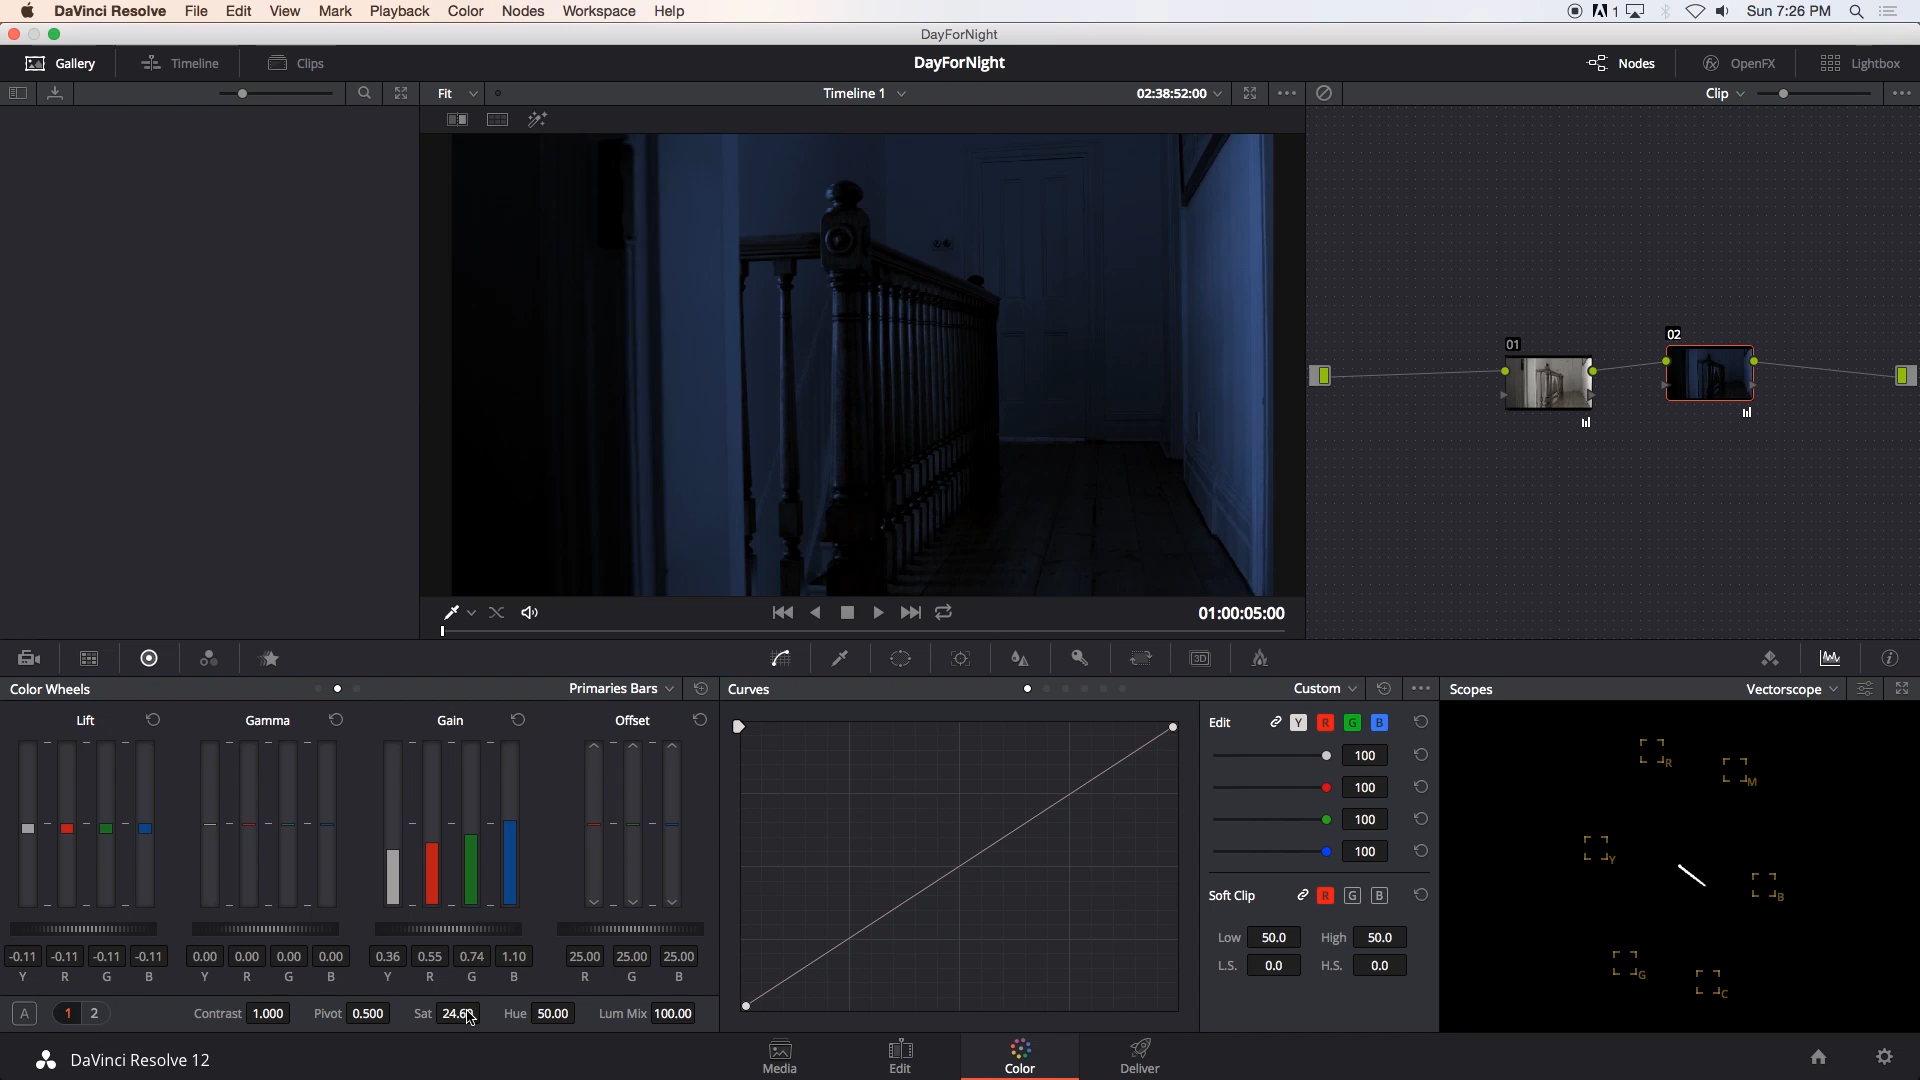 DaVinci Resolve File Edit View Mark Playback Color Nodes Workspace Help 1 Sun 7:26 PM
DayForNight
Gallery Timeline Clips DayForNight Nodes OpenFX Lightbox
Fit Timeline 1 02:38:52:00 Clip
01
02
01:00:05:00
Color Wheels Primaries Bars Curves Custom Scopes Vectorscope
Lift Gamma Gain Offset
Edit Y R G B
100
100
100
100
Soft Clip R G B
Low 50.0 High 50.0
L.S. 0.0 H.S. 0.0
R
M
Y
B
G
C
-0.11 -0.11 -0.11 -0.11 0.00 0.00 0.00 0.00 0.36 0.55 0.74 1.10 25.00 25.00 25.00
Y R G B Y R G B Y R G B R G B
A 1 2 Contrast 1.000 Pivot 0.500 Sat Hue 50.00 Lum Mix 100.00
3D
DaVinci Resolve 12
Media Edit Color Deliver